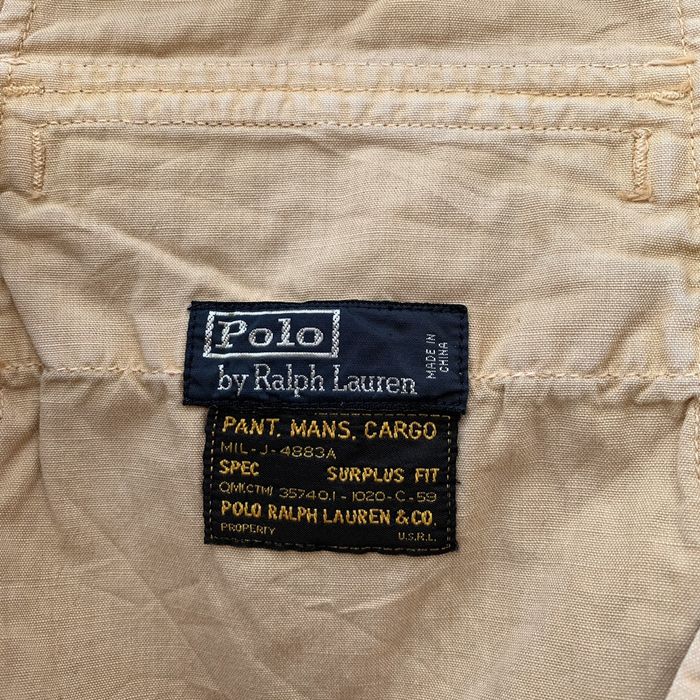 Polo
by Ralph Lauren
MADE IN
CHINA
PANT, MANS, CARGO
MIL-J-4883A
SPEC SURPLUS FIT
QM(CTM) 35740.1-1020-C-59
POLO RALPH LAUREN & CO.
PROPERTY U.S.R.L.